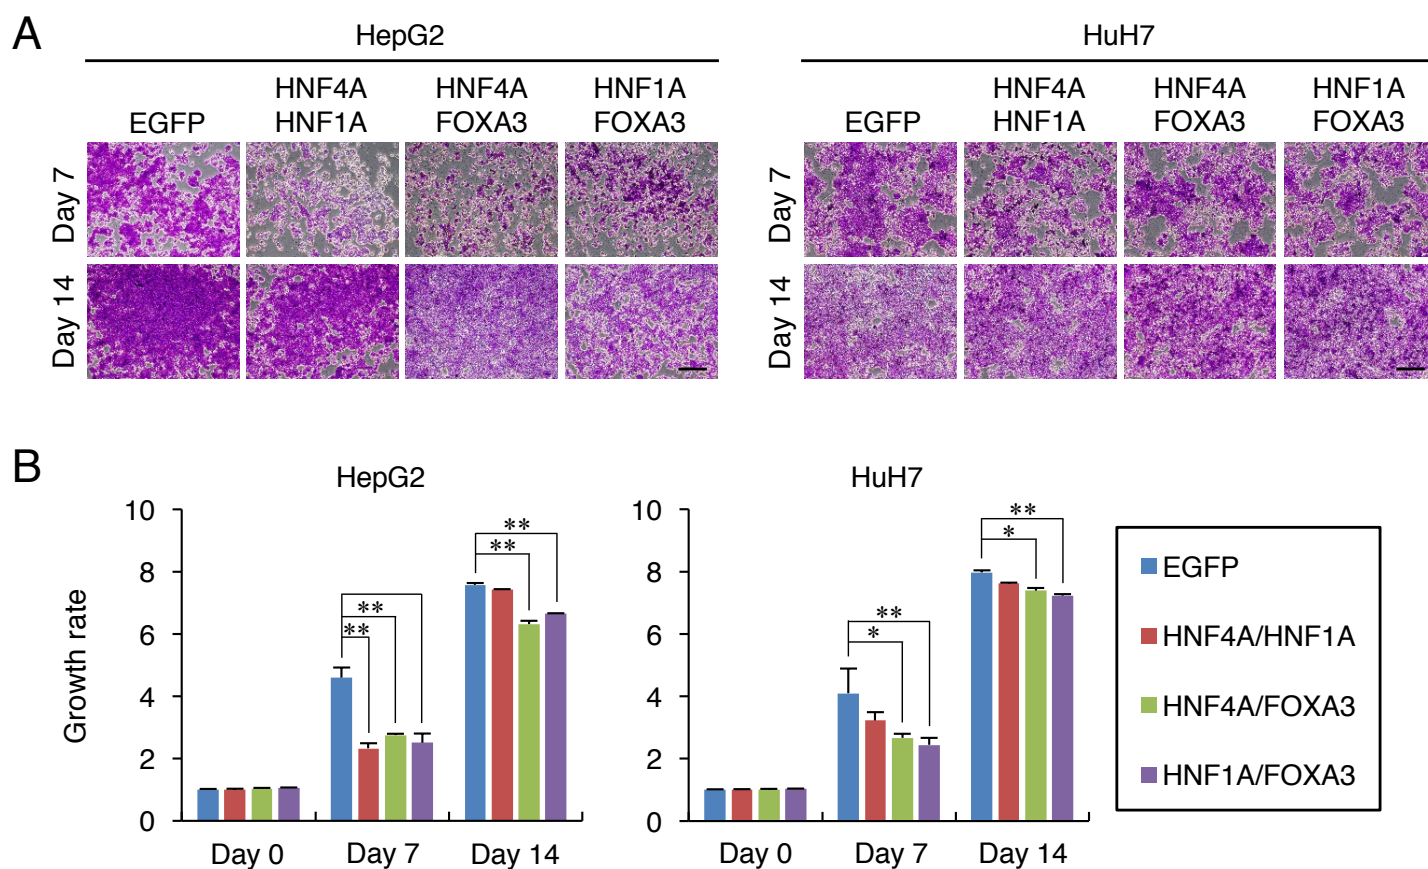 A
HepG2
HuH7
HNF4A HNF4A HNF1A
EGFP HNF1A FOXA3 FOXA3
HNF4A HNF4A HNF1A
EGFP HNF1A FOXA3 FOXA3
Day 7
Day 14
Day 7
Day 14
B
HepG2
Growth rate
10
8
6
4
2
0
**
**
**
**
Day 0 Day 7 Day 14
HuH7
10
8
6
4
2
0
**
*
**
*
Day 0 Day 7 Day 14
EGFP
HNF4A/HNF1A
HNF4A/FOXA3
HNF1A/FOXA3